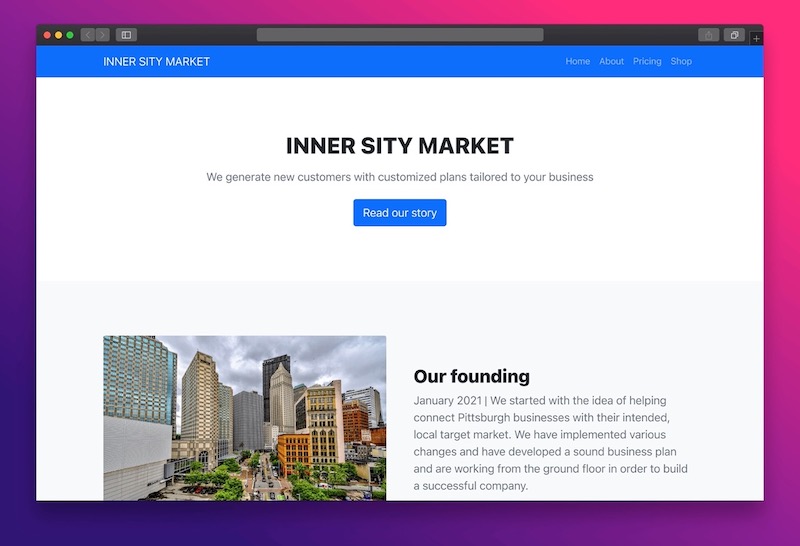 INNER SITY MARKET
Home About Pricing Shop
INNER SITY MARKET
We generate new customers with customized plans tailored to your business
Read our story
Our founding
January 2021 | We started with the idea of helping
connect Pittsburgh businesses with their intended,
local target market. We have implemented various
changes and have developed a sound business plan
and are working from the ground floor in order to build
a successful company.